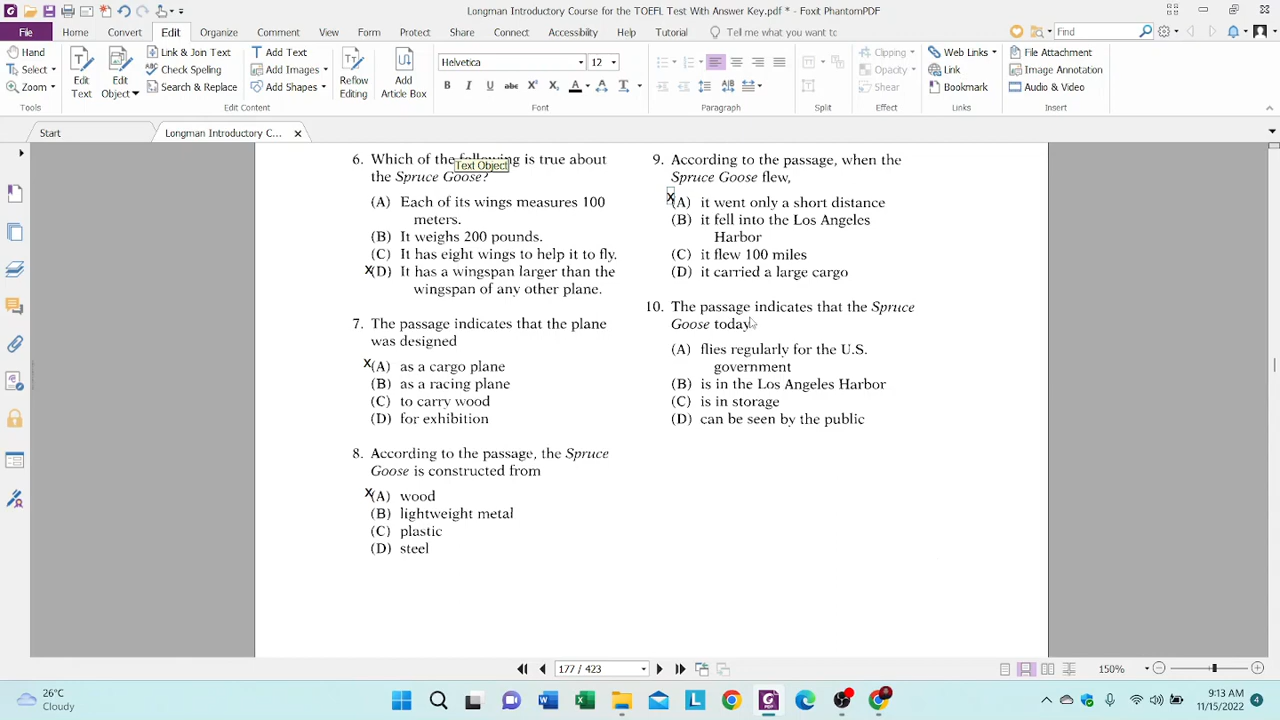 Longman Introductory Course for the TOEFL Test With Answer Key.pdf * - Foxit PhantomPDF
File Home Convert Edit Organize Comment View Form Protect Share Connect Accessibility Help Tutorial Tell me what you want to Find
Hand
Select
Zoom
Tools
Edit Text
Edit Object
Link & Join Text
Check Speling
Search & Replace
Add Text
Add Images
Add Shapes
Edit Content
Reflow Editing
Add Article Box
Helvetica 12
B I U abc X² X₂ A T
Font
Paragraph
Split
Clipping
Opacity
Shear
Effect
Web Links
Link
Bookmark
Links
File Attachment
Image Annotation
Audio & Video
Insert
Start
Longman Introductory C...
6. Which of the following is true about
Text Object
the Spruce Goose?
(A) Each of its wings measures 100
meters.
(B) It weighs 200 pounds.
(C) It has eight wings to help it to fly.
x(D) It has a wingspan larger than the
wingspan of any other plane.
7. The passage indicates that the plane
was designed
x(A) as a cargo plane
(B) as a racing plane
(C) to carry wood
(D) for exhibition
8. According to the passage, the Spruce
Goose is constructed from
x(A) wood
(B) lightweight metal
(C) plastic
(D) steel
9. According to the passage, when the
Spruce Goose flew,
x(A) it went only a short distance
(B) it fell into the Los Angeles
Harbor
(C) it flew 100 miles
(D) it carried a large cargo
10. The passage indicates that the Spruce
Goose today
(A) flies regularly for the U.S.
government
(B) is in the Los Angeles Harbor
(C) is in storage
(D) can be seen by the public
177 / 423
150%
26°C
Cloudy
9:13 AM
11/15/2022
4